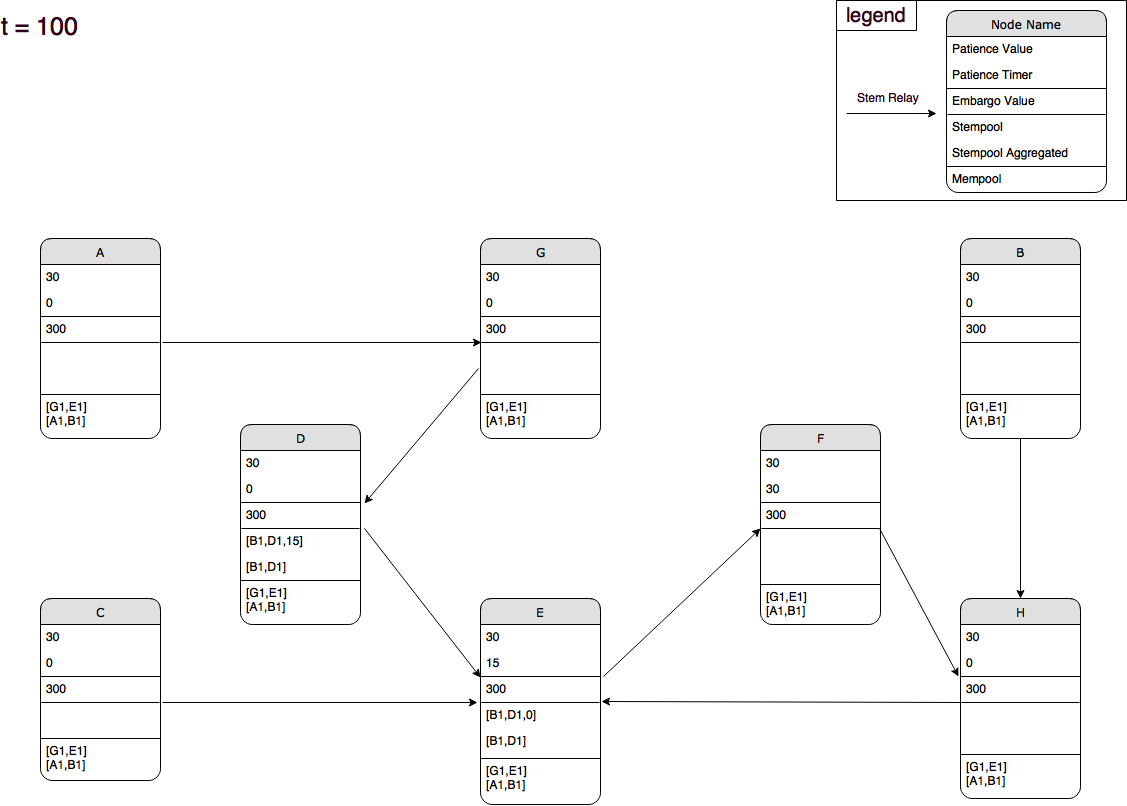 t = 100
legend
Stem Relay
Node Name
Patience Value
Patience Timer
Embargo Value
Stempool
Stempool Aggregated
Mempool
A
30
0
300
[G1,E1]
[A1,B1]
G
30
0
300
[G1,E1]
[A1,B1]
B
30
0
300
[G1,E1]
[A1,B1]
D
30
0
300
[B1,D1,15]
[B1,D1]
[G1,E1]
[A1,B1]
F
30
30
300
[G1,E1]
[A1,B1]
C
30
0
300
[G1,E1]
[A1,B1]
E
30
15
300
[B1,D1,0]
[B1,D1]
[G1,E1]
[A1,B1]
H
30
0
300
[G1,E1]
[A1,B1]